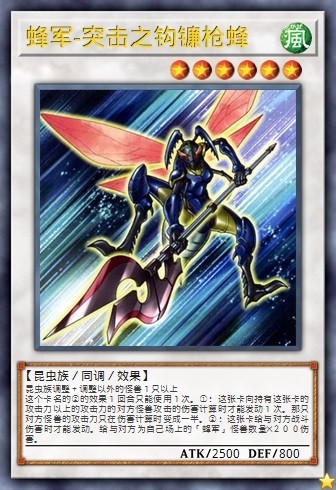 蜂军-突击之钩镰枪蜂
風
【昆虫族／同调／效果】
昆虫族调整＋调整以外的怪兽１只以上
这个卡名的②的效果１回合只能使用１次。①：这张卡向持有这张卡的
攻击力以上的攻击力的对方怪兽攻击的伤害计算时才能发动１次。那只
对方怪兽的攻击力只在伤害计算时变成一半。②：这张卡给与对方战斗
伤害时才能发动。给与对方为自己场上的「蜂軍」怪兽数量×２００伤
害。
ATK/2500 DEF/800